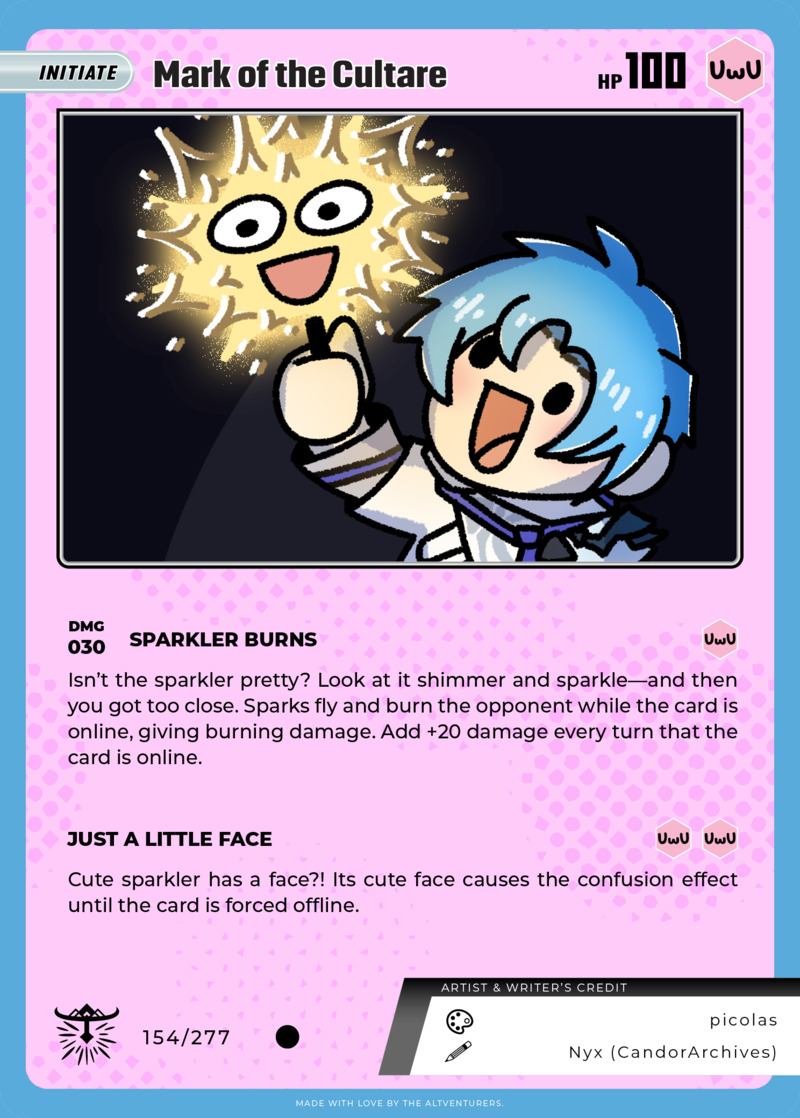 INITIATE Mark of the Cultare HP 100 UwU
DMG
030 SPARKLER BURNS UwU
Isn't the sparkler pretty? Look at it shimmer and sparkle—and then
you got too close. Sparks fly and burn the opponent while the card is
online, giving burning damage. Add +20 damage every turn that the
card is online.
JUST A LITTLE FACE UwU UwU
Cute sparkler has a face?! Its cute face causes the confusion effect
until the card is forced offline.
ARTIST & WRITER'S CREDIT
picolas
154/277
Nyx (CandorArchives)
MADE WITH LOVE BY THE ALTVENTURERS.